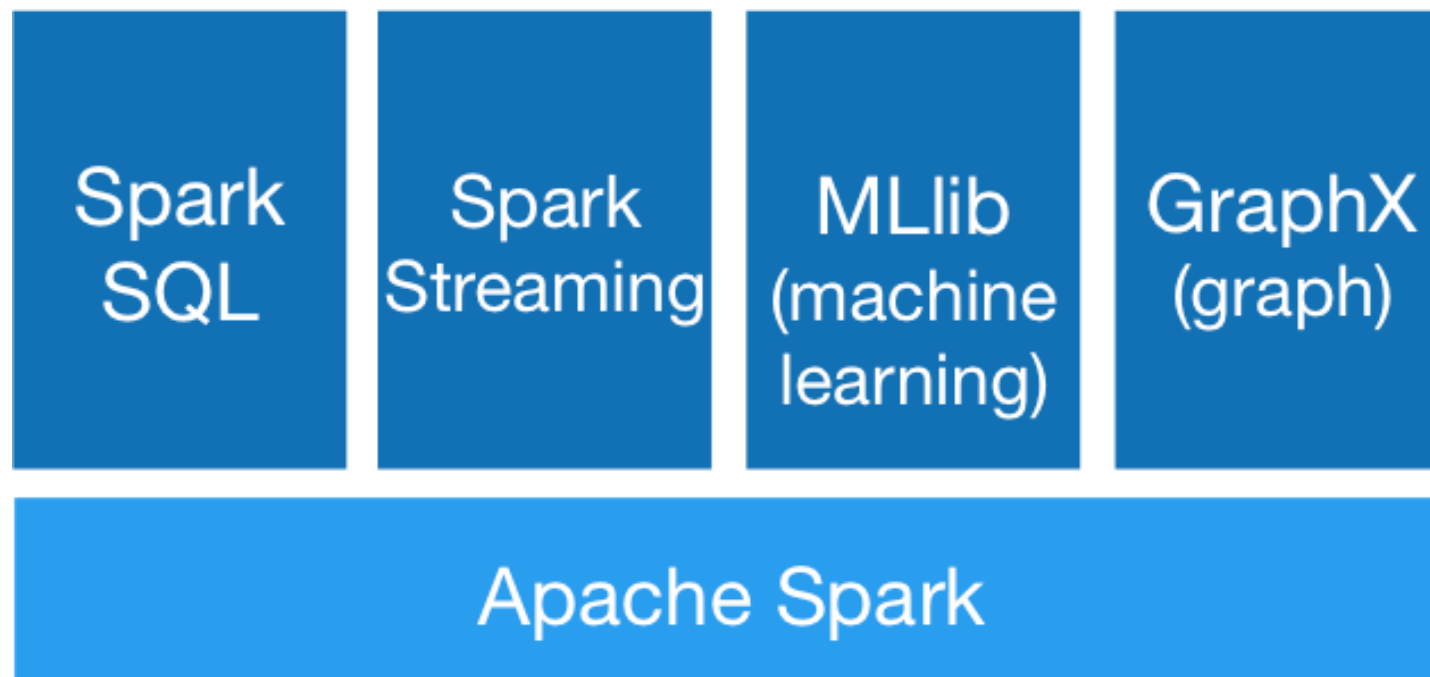 Spark
SQL
Spark
Streaming
MLlib
(machine
learning)
GraphX
(graph)
Apache Spark